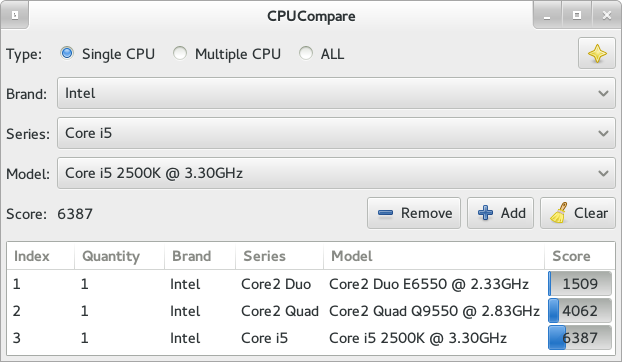 CPUCompare
Type: Single CPU Multiple CPU ALL
Brand: Intel
Series: Core i5
Model: Core i5 2500K @ 3.30GHz
Score: 6387 Remove Add Clear
Index Quantity Brand Series Model Score
1 1 Intel Core2 Duo Core2 Duo E6550 @ 2.33GHz 1509
2 1 Intel Core2 Quad Core2 Quad Q9550 @ 2.83GHz 4062
3 1 Intel Core i5 Core i5 2500K @ 3.30GHz 6387